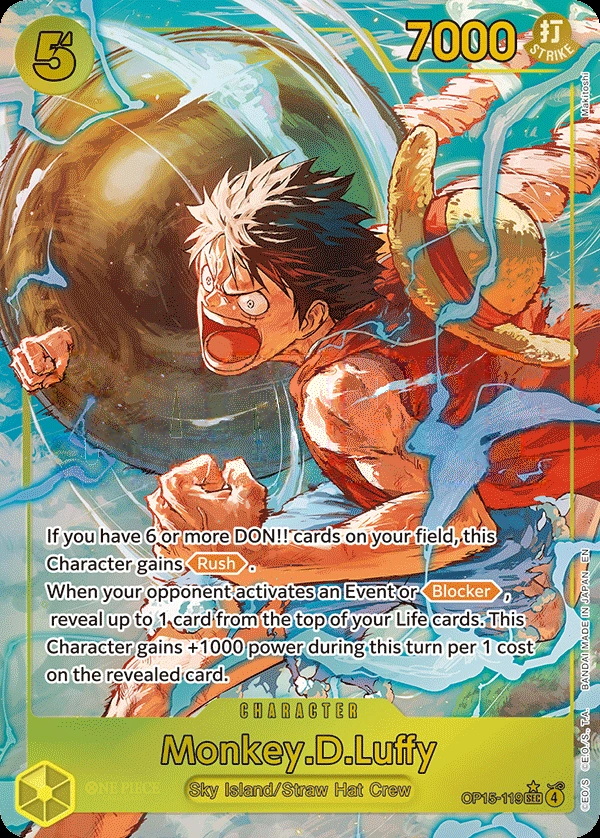 5
7000
打
STRIKE
Makitoshi
If you have 6 or more DON!! cards on your field, this
Character gains Rush .
When your opponent activates an Event or Blocker ,
reveal up to 1 card from the top of your Life cards. This
Character gains +1000 power during this turn per 1 cost
on the revealed card.
CHARACTER
Monkey.D.Luffy
Sky Island/Straw Hat Crew
ONE PIECE
OP15-119 SEC 4
©E.O./S., T.A. BANDAI MADE IN JAPAN EN
©ED/S